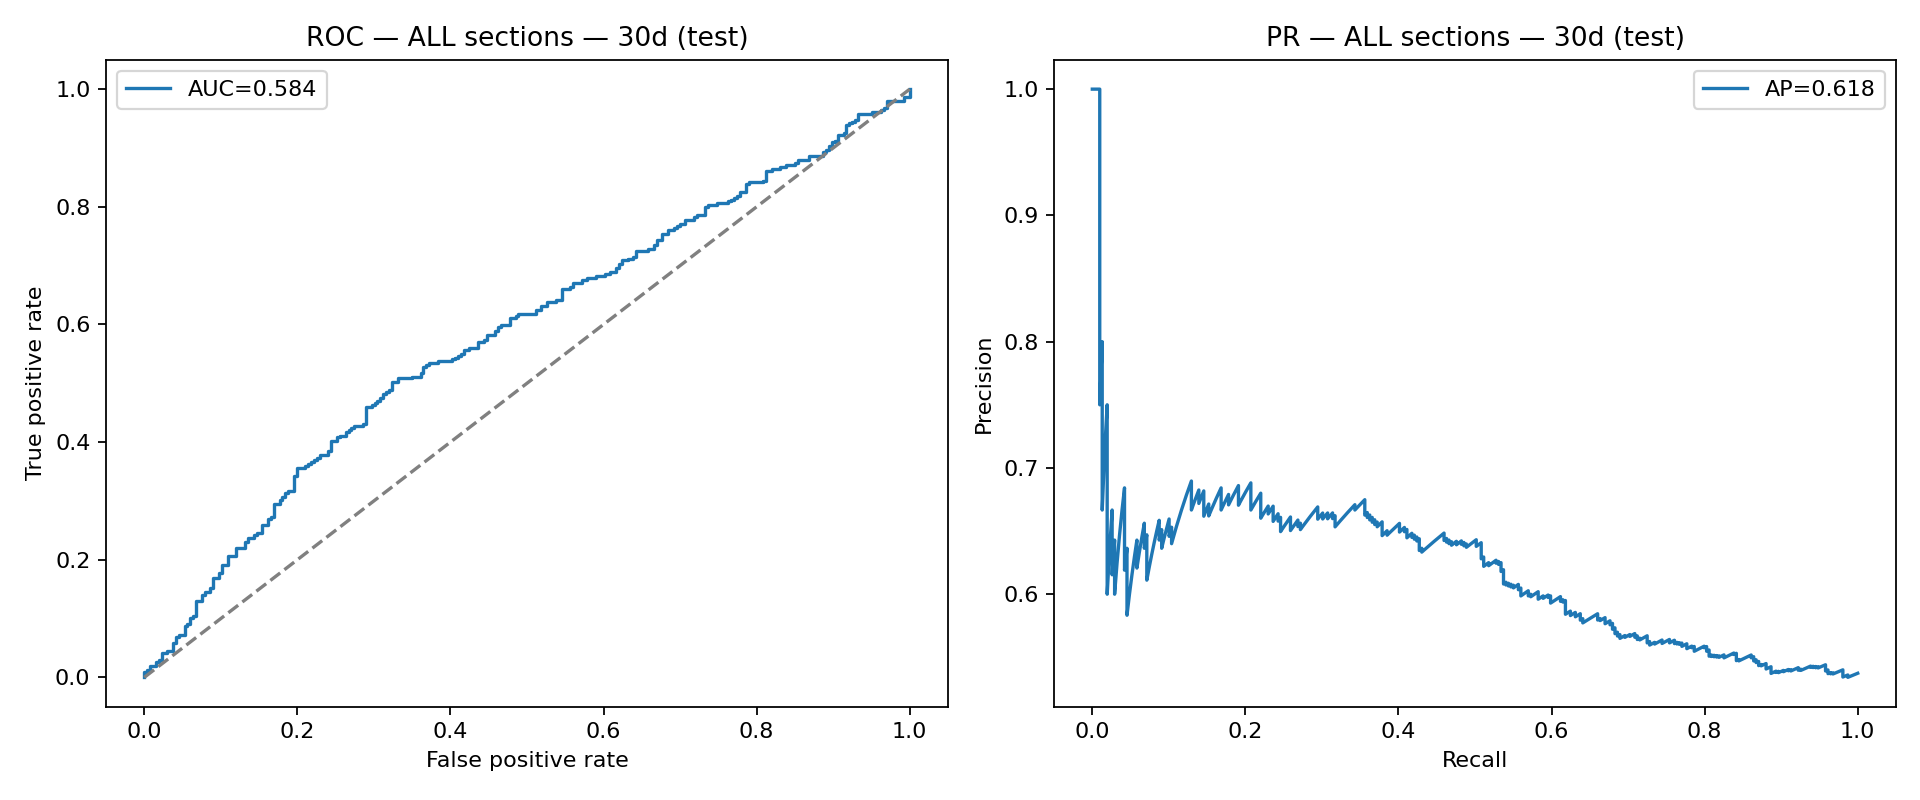 ROC — ALL sections — 30d (test)
AUC=0.584
1.0
0.8
0.6
0.4
0.2
0.0
True positive rate
0.0 0.2 0.4 0.6 0.8 1.0
False positive rate
PR — ALL sections — 30d (test)
AP=0.618
1.0
0.9
0.8
0.7
0.6
Precision
0.0 0.2 0.4 0.6 0.8 1.0
Recall